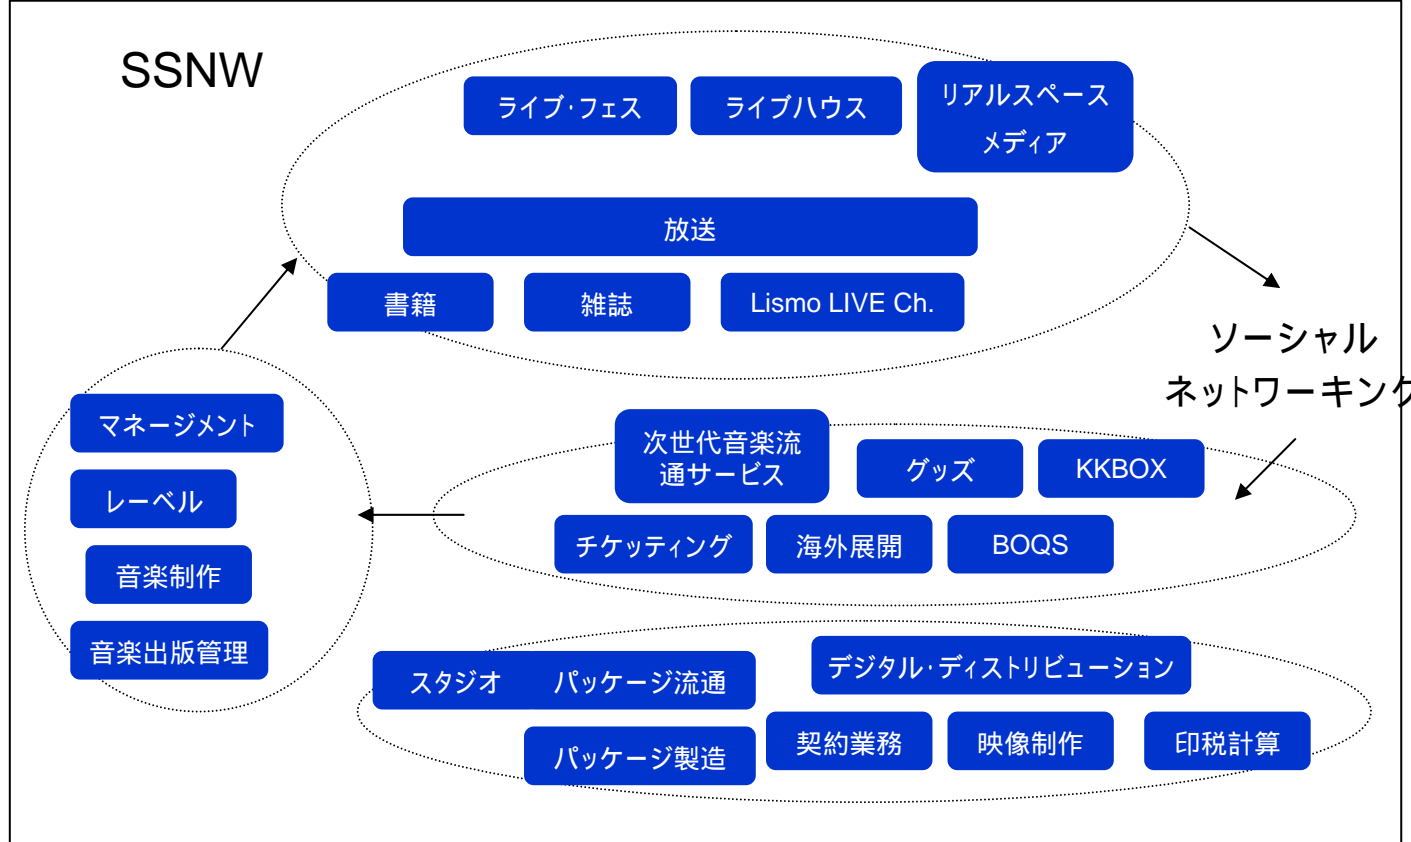 SSNW
ライブ・フェス
ライブハウス
リアルスペース
メディア
放送
書籍
雑誌
Lismo LIVE Ch.
ソーシャル
ネットワーキング
マネージメント
レーベル
音楽制作
音楽出版管理
次世代音楽流
通サービス
グッズ
KKBOX
チケッティング
海外展開
BOQS
スタジオ
パッケージ流通
デジタル・ディストリビューション
パッケージ製造
契約業務
映像制作
印税計算